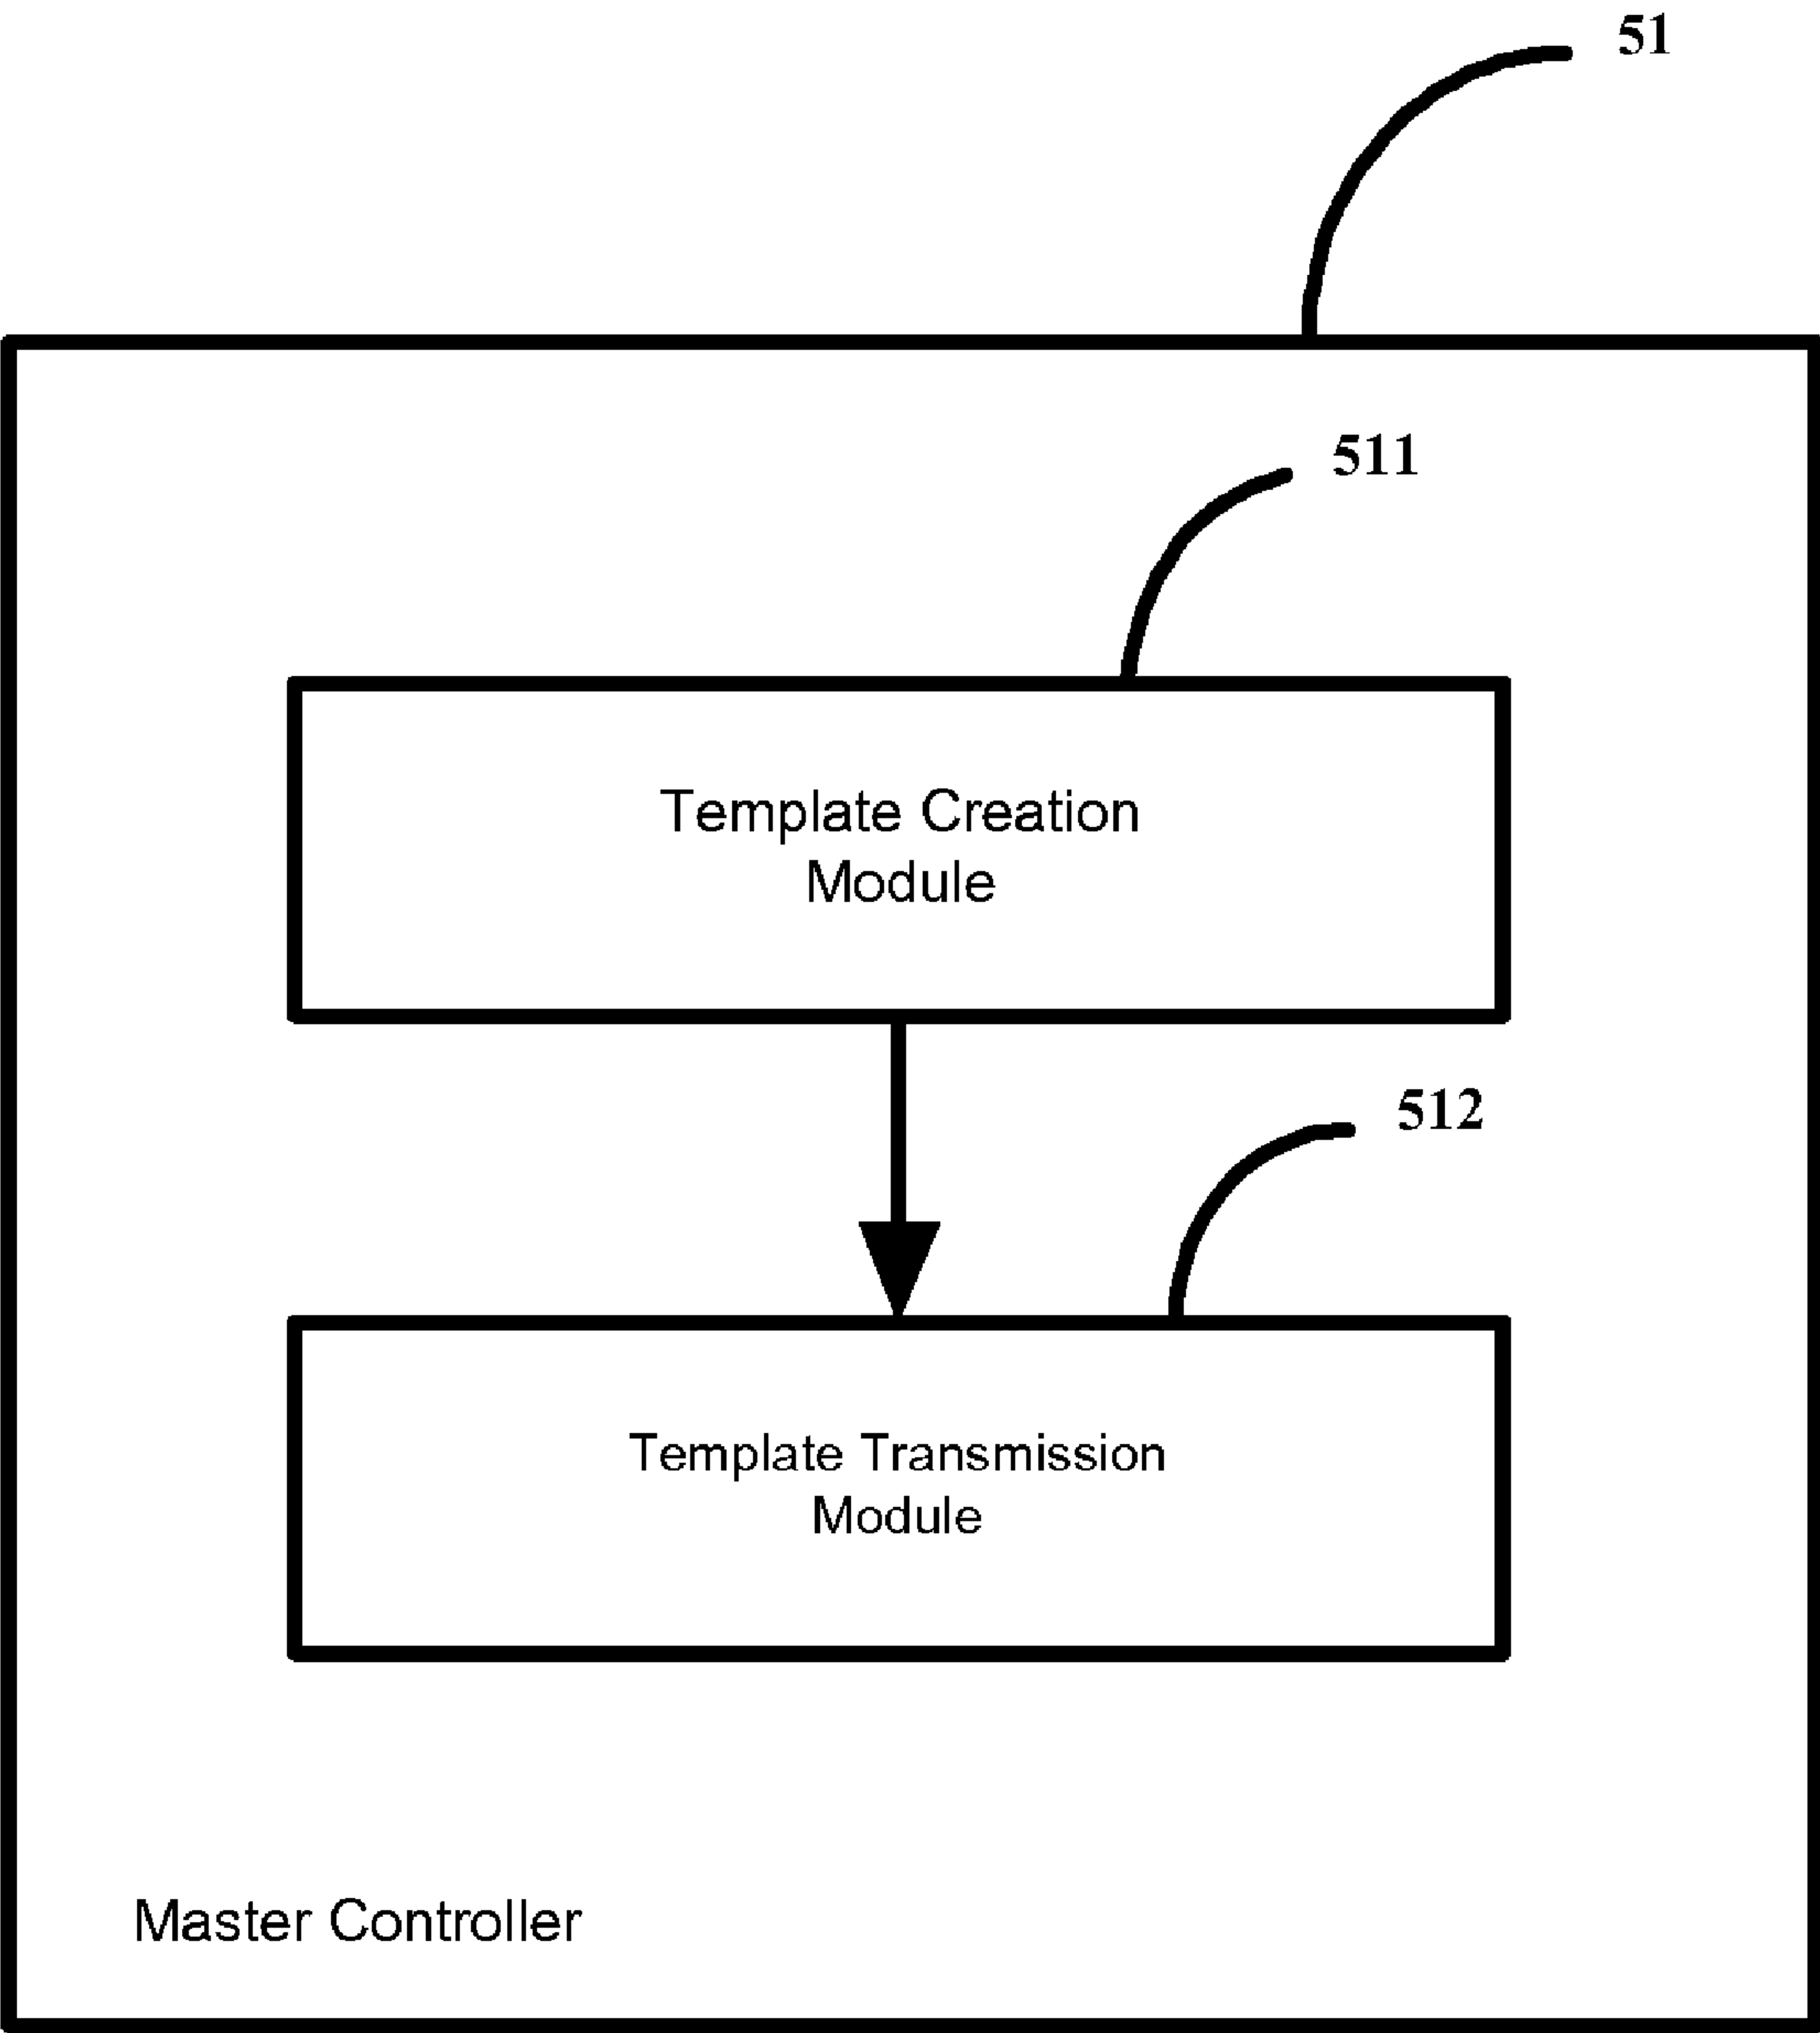 51
511
Template Creation
Module
512
Template Transmission
Module
Master Controller